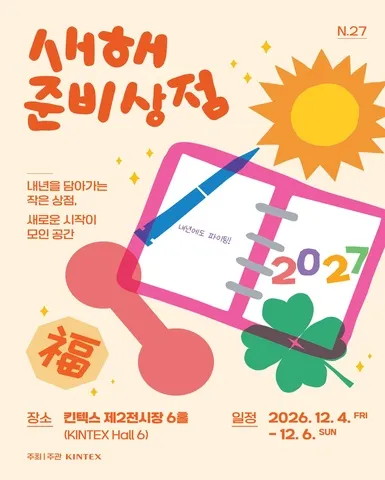 N.27
새해
준비상점
내년을 담아가는
작은 상점,
새로운 시작이
모인 공간
내년에도 파이팅!
2027
福
장소 킨텍스 제2전시장 6홀
(KINTEX Hall 6)
일정 2026. 12. 4. FRI
- 12. 6. SUN
주최 | 주관 KINTEX